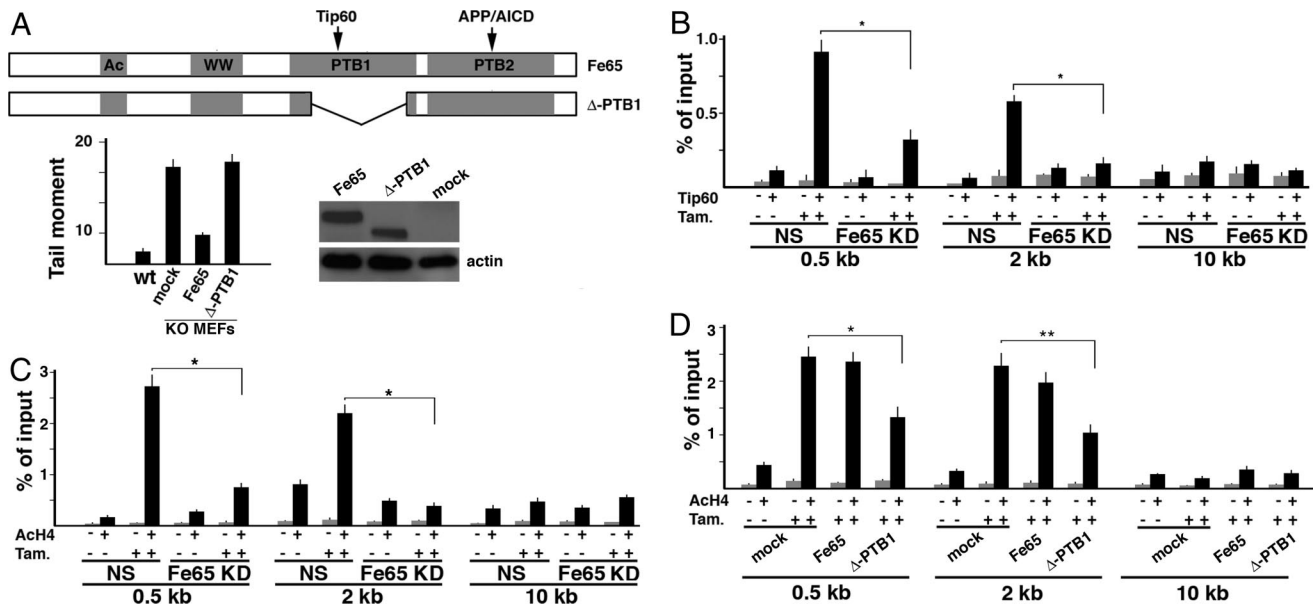 A
Tip60 APP/AICD
Ac WW PTB1 PTB2 Fe65
Δ-PTB1
20
10
Tail moment
wt mock Fe65 Δ-PTB1
KO MEFs
Fe65 Δ-PTB1 mock
actin
B
1.0
0.5
% of input
* *
Tip60 - + - + - + - + - + - + - + - + - + - + - + - +
Tam. - - + + - - + + - - + + - - + + - - + + - - + +
NS Fe65 KD NS Fe65 KD NS Fe65 KD
0.5 kb 2 kb 10 kb
C
3
2
1
% of input
* *
AcH4 - + - + - + - + - + - + - + - + - + - + - + - +
Tam. - - + + - - + + - - + + - - + + - - + + - - + +
NS Fe65 KD NS Fe65 KD NS Fe65 KD
0.5 kb 2 kb 10 kb
D
3
2
1
% of input
* **
AcH4 - + - + - + - + - + - + - + - + - + - + - + - +
Tam. - - + + + + + + - - + + + + + + - - + + + + + +
mock Fe65 Δ-PTB1 mock Fe65 Δ-PTB1 mock Fe65 Δ-PTB1
0.5 kb 2 kb 10 kb